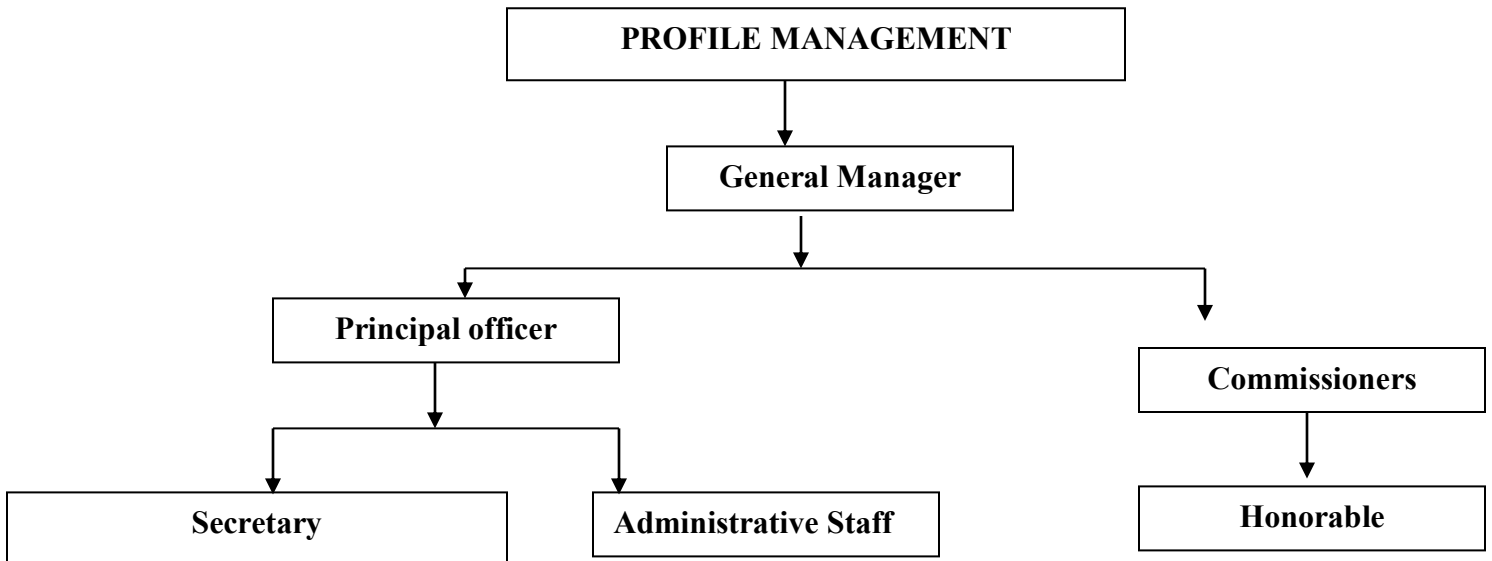 PROFILE MANAGEMENT
General Manager
Principal officer
Commissioners
Secretary
Administrative Staff
Honorable